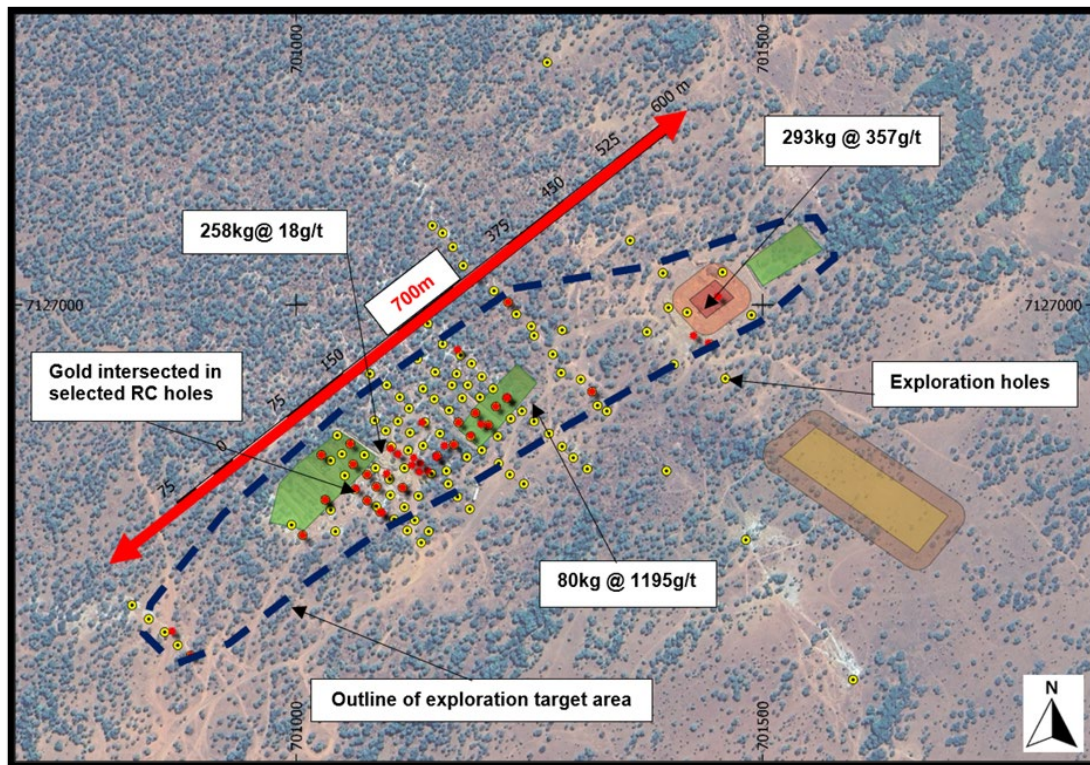 701000
701500
600 m
525
450
375
150
75
0
75
700m
293kg @ 357g/t
258kg@ 18g/t
7127000
7127000
Gold intersected in
selected RC holes
Exploration holes
80kg @ 1195g/t
Outline of exploration target area
701000
701500
N